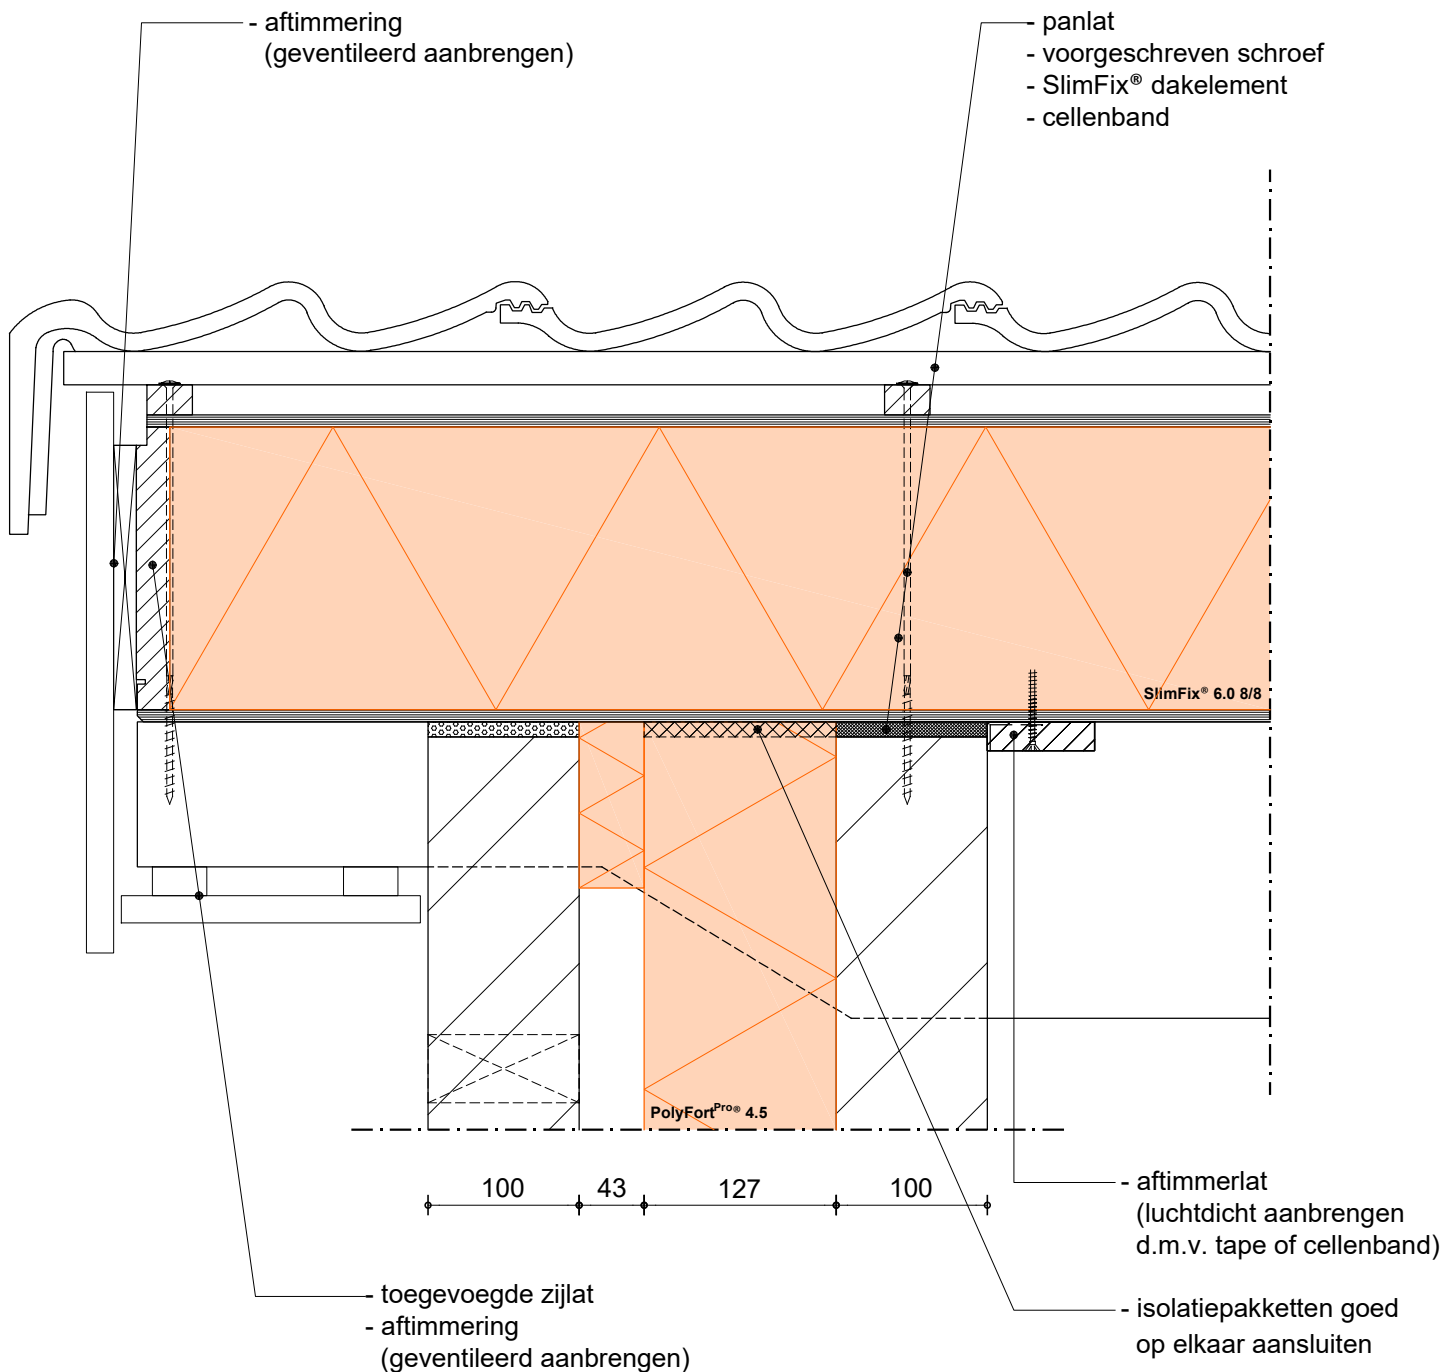 - aftimmering
(geventileerd aanbrengen)
- panlat
- voorgeschreven schroef
- SlimFix® dakelement
- cellenband
SlimFix® 6.0 8/8
PolyFortPro® 4.5
100 43 127 100
- aftimmerlat
(luchtdicht aanbrengen
d.m.v. tape of cellenband)
- toegevoegde zijlat
- aftimmering
(geventileerd aanbrengen)
- isolatiepakketten goed
op elkaar aansluiten